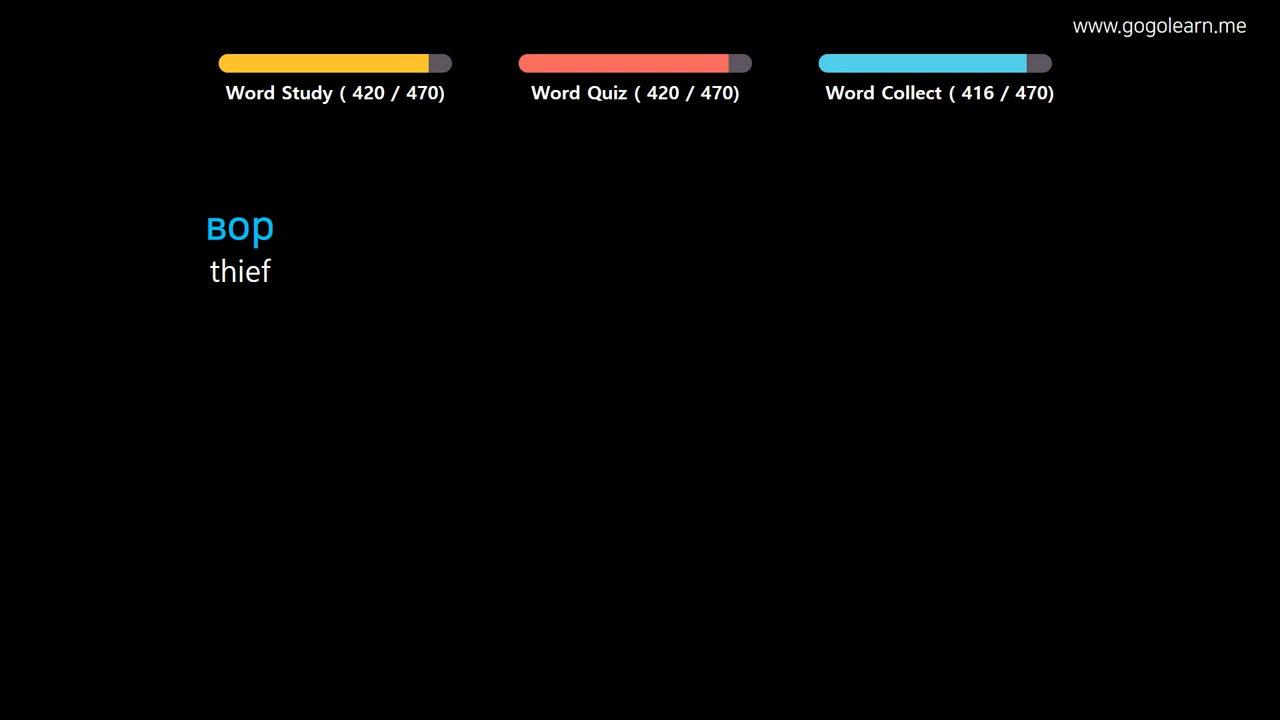 www.gogolearn.me
Word Study ( 420 / 470)
Word Quiz ( 420 / 470)
Word Collect ( 416 / 470)
вор
thief